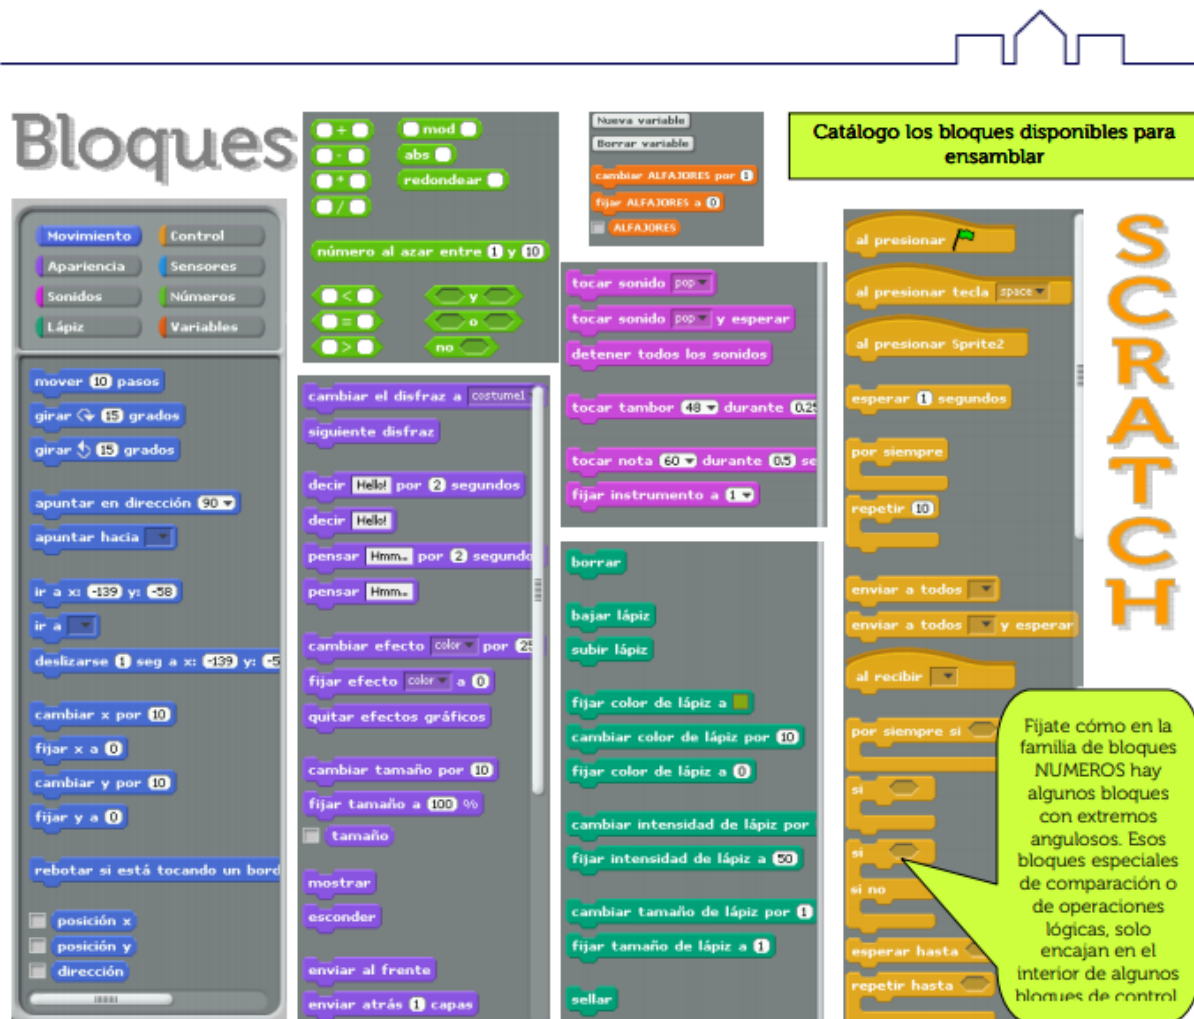 Bloques
Catálogo los bloques disponibles para
ensamblar
SCRATCH
Movimiento
Control
Apariencia
Sensores
Sonidos
Números
Lápiz
Variables
mover 10 pasos
girar 15 grados
girar 15 grados
apuntar en dirección 90
apuntar hacia
ir a x: -139 y: -58
ir a
deslizarse 1 seg a x: -139 y:
cambiar x por 10
fijar x a 0
cambiar y por 10
fijar y a 0
rebotar si está tocando un bord
posición x
posición y
dirección
+
-
*
/
mod
abs
redondear
número al azar entre 1 y 10
<
=
>
y
o
no
cambiar el disfraz a costume1
siguiente disfraz
decir Hello! por 2 segundos
decir Hello!
pensar Hmm... por 2 segundo
pensar Hmm...
cambiar efecto color por 25
fijar efecto color a 0
quitar efectos gráficos
cambiar tamaño por 10
fijar tamaño a 100 %
tamaño
mostrar
esconder
enviar al frente
enviar atrás 1 capas
Nueva variable
Borrar variable
cambiar ALFAJORES por 1
fijar ALFAJORES a 0
ALFAJORES
tocar sonido pop
tocar sonido pop y esperar
detener todos los sonidos
tocar tambor 48 durante 0.25
tocar nota 60 durante 0.5 se
fijar instrumento a 1
borrar
bajar lápiz
subir lápiz
fijar color de lápiz a
cambiar color de lápiz por 10
fijar color de lápiz a 0
cambiar intensidad de lápiz por
fijar intensidad de lápiz a 50
cambiar tamaño de lápiz por 1
fijar tamaño de lápiz a 1
sellar
al presionar
al presionar tecla space
al presionar Sprite2
esperar 1 segundos
por siempre
repetir 10
enviar a todos
enviar a todos y esperar
al recibir
por siempre si
si
si
si no
esperar hasta
repetir hasta
Fijate cómo en la
familia de bloques
NUMEROS hay
algunos bloques
con extremos
angulosos. Esos
bloques especiales
de comparación o
de operaciones
lógicas, solo
encajan en el
interior de algunos
bloques de control